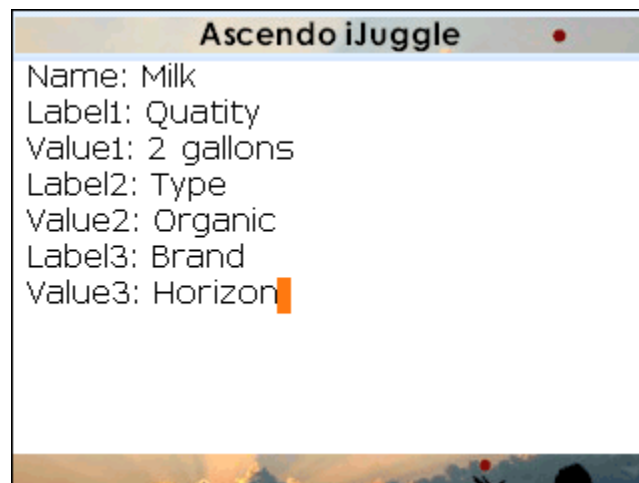 Ascendo iJuggle
Name: Milk
Label1: Quatity
Value1: 2 gallons
Label2: Type
Value2: Organic
Label3: Brand
Value3: Horizon